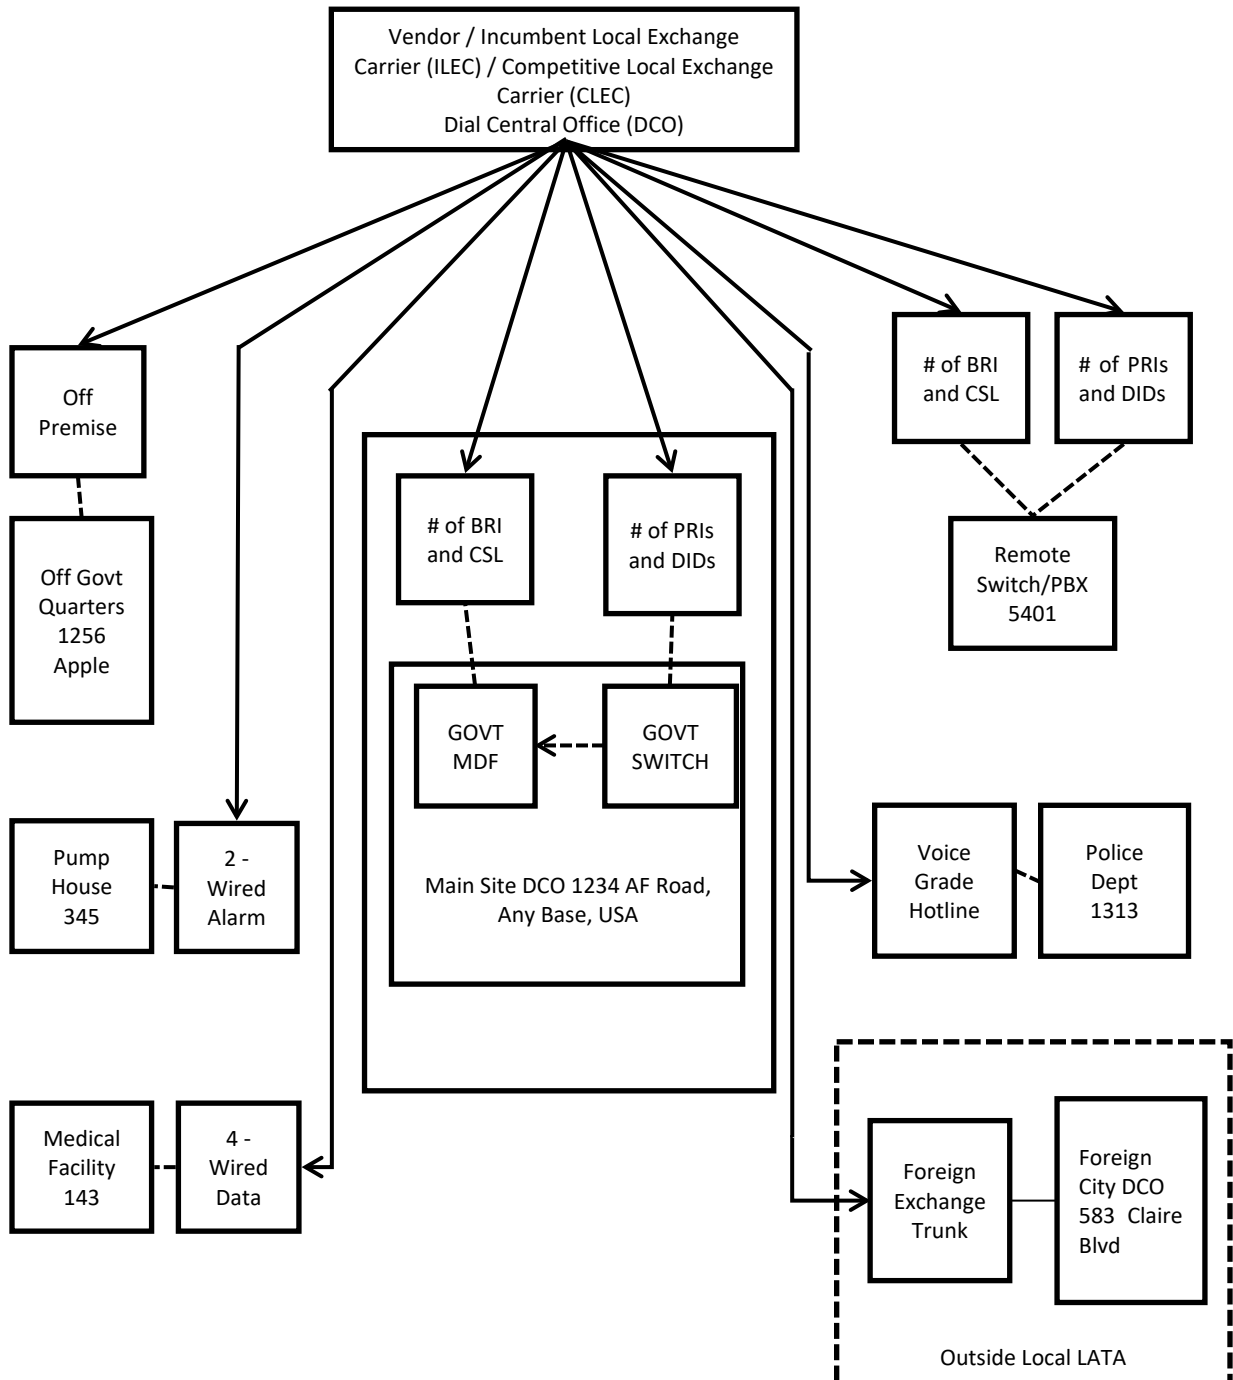 Vendor / Incumbent Local Exchange
Carrier (ILEC) / Competitive Local Exchange
Carrier (CLEC)
Dial Central Office (DCO)
Off
Premise
Off Govt
Quarters
1256
Apple
# of BRI
and CSL
# of PRIs
and DIDs
# of BRI
and CSL
# of PRIs
and DIDs
Remote
Switch/PBX
5401
GOVT
MDF
GOVT
SWITCH
Main Site DCO 1234 AF Road,
Any Base, USA
Pump
House
345
2 -
Wired
Alarm
Voice
Grade
Hotline
Police
Dept
1313
Medical
Facility
143
4 -
Wired
Data
Foreign
Exchange
Trunk
Foreign
City DCO
583 Claire
Blvd
Outside Local LATA